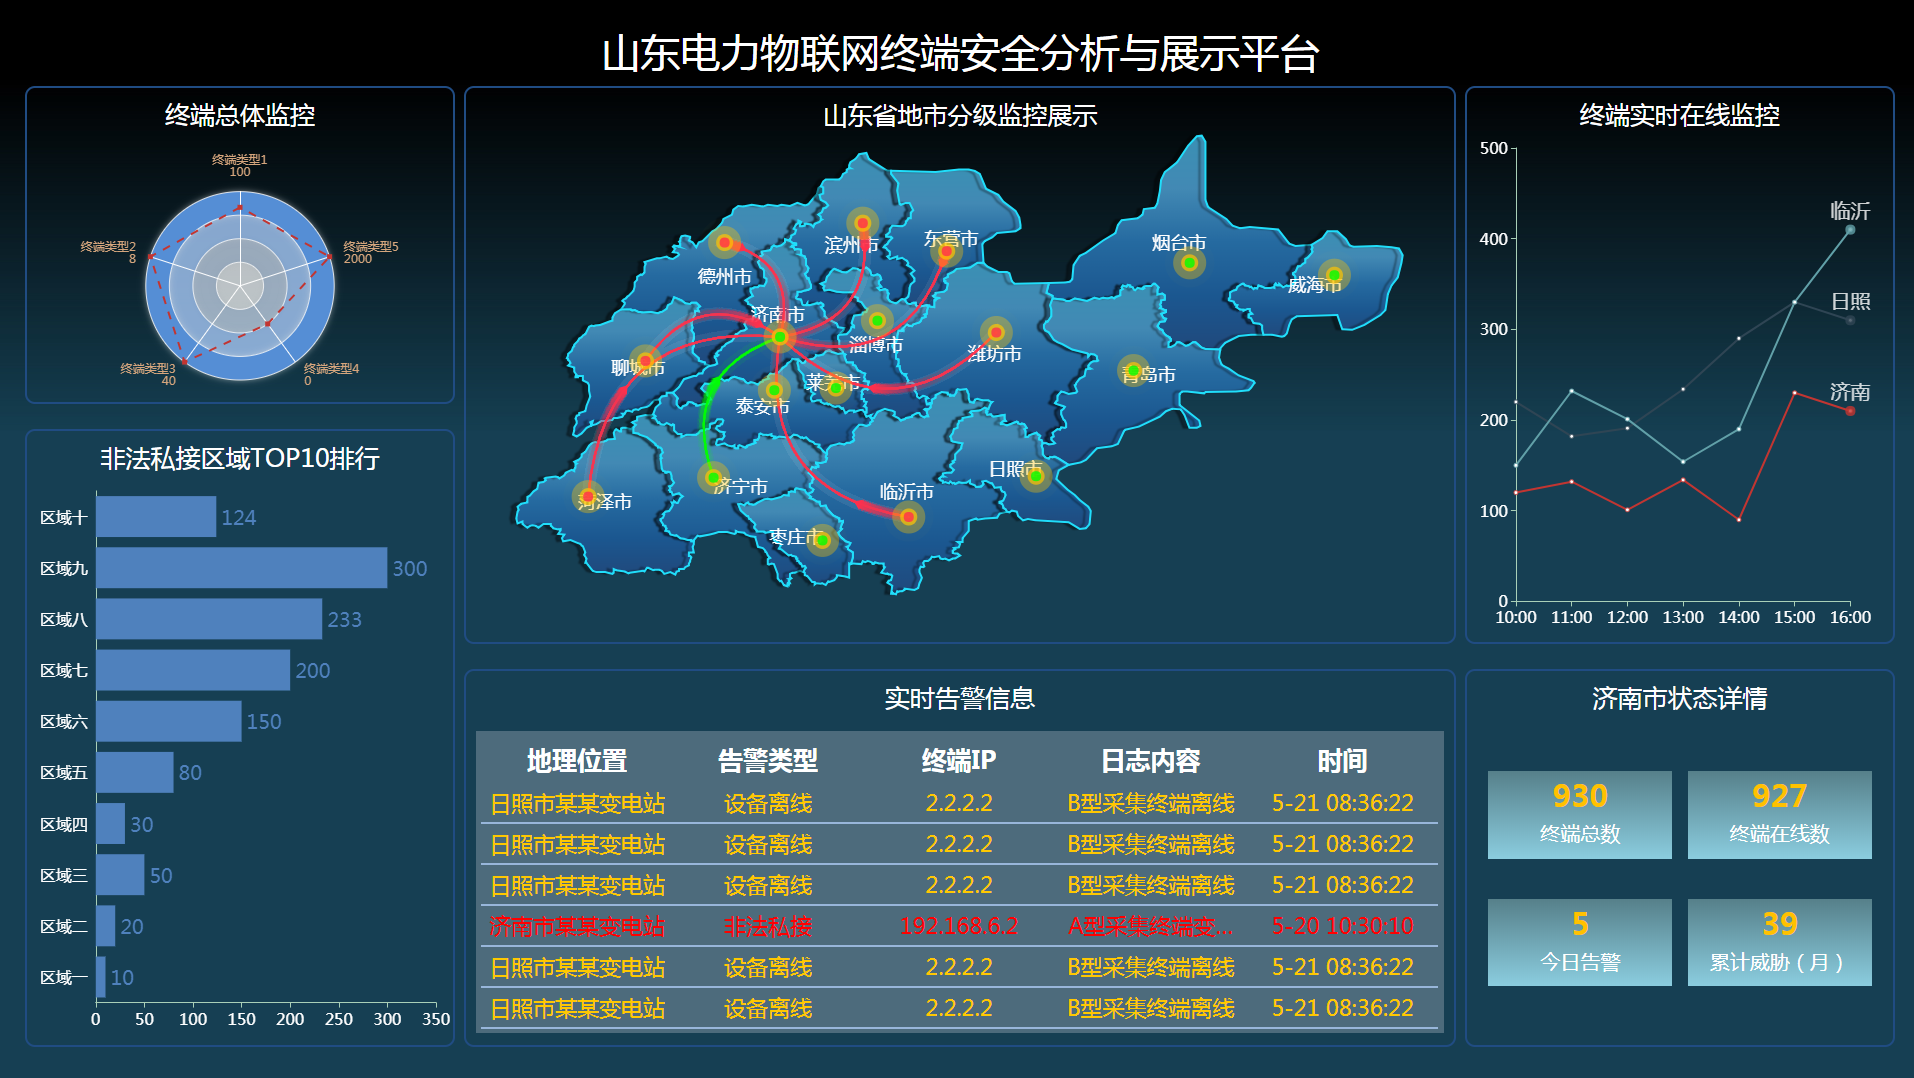 山东电力物联网终端安全分析与展示平台
终端总体监控
终端类型1
100
终端类型2
8
终端类型5
2000
终端类型3
40
终端类型4
0
非法私接区域TOP10排行
区域十 124
区域九 300
区域八 233
区域七 200
区域六 150
区域五 80
区域四 30
区域三 50
区域二 20
区域一 10
0 50 100 150 200 250 300 350
山东省地市分级监控展示
滨州市
东营市
烟台市
德州市
威海市
济南市
淄博市
潍坊市
聊城市
青岛市
莱芜市
泰安市
日照市
济宁市
临沂市
菏泽市
枣庄市
实时告警信息
地理位置 告警类型 终端IP 日志内容 时间
日照市某某变电站 设备离线 2.2.2.2 B型采集终端离线 5-21 08:36:22
日照市某某变电站 设备离线 2.2.2.2 B型采集终端离线 5-21 08:36:22
日照市某某变电站 设备离线 2.2.2.2 B型采集终端离线 5-21 08:36:22
济南市某某变电站 非法私接 192.168.6.2 A型采集终端变... 5-20 10:30:10
日照市某某变电站 设备离线 2.2.2.2 B型采集终端离线 5-21 08:36:22
日照市某某变电站 设备离线 2.2.2.2 B型采集终端离线 5-21 08:36:22
终端实时在线监控
500
400
300
200
100
0
临沂
日照
济南
10:00 11:00 12:00 13:00 14:00 15:00 16:00
济南市状态详情
930
终端总数
927
终端在线数
5
今日告警
39
累计威胁（月）